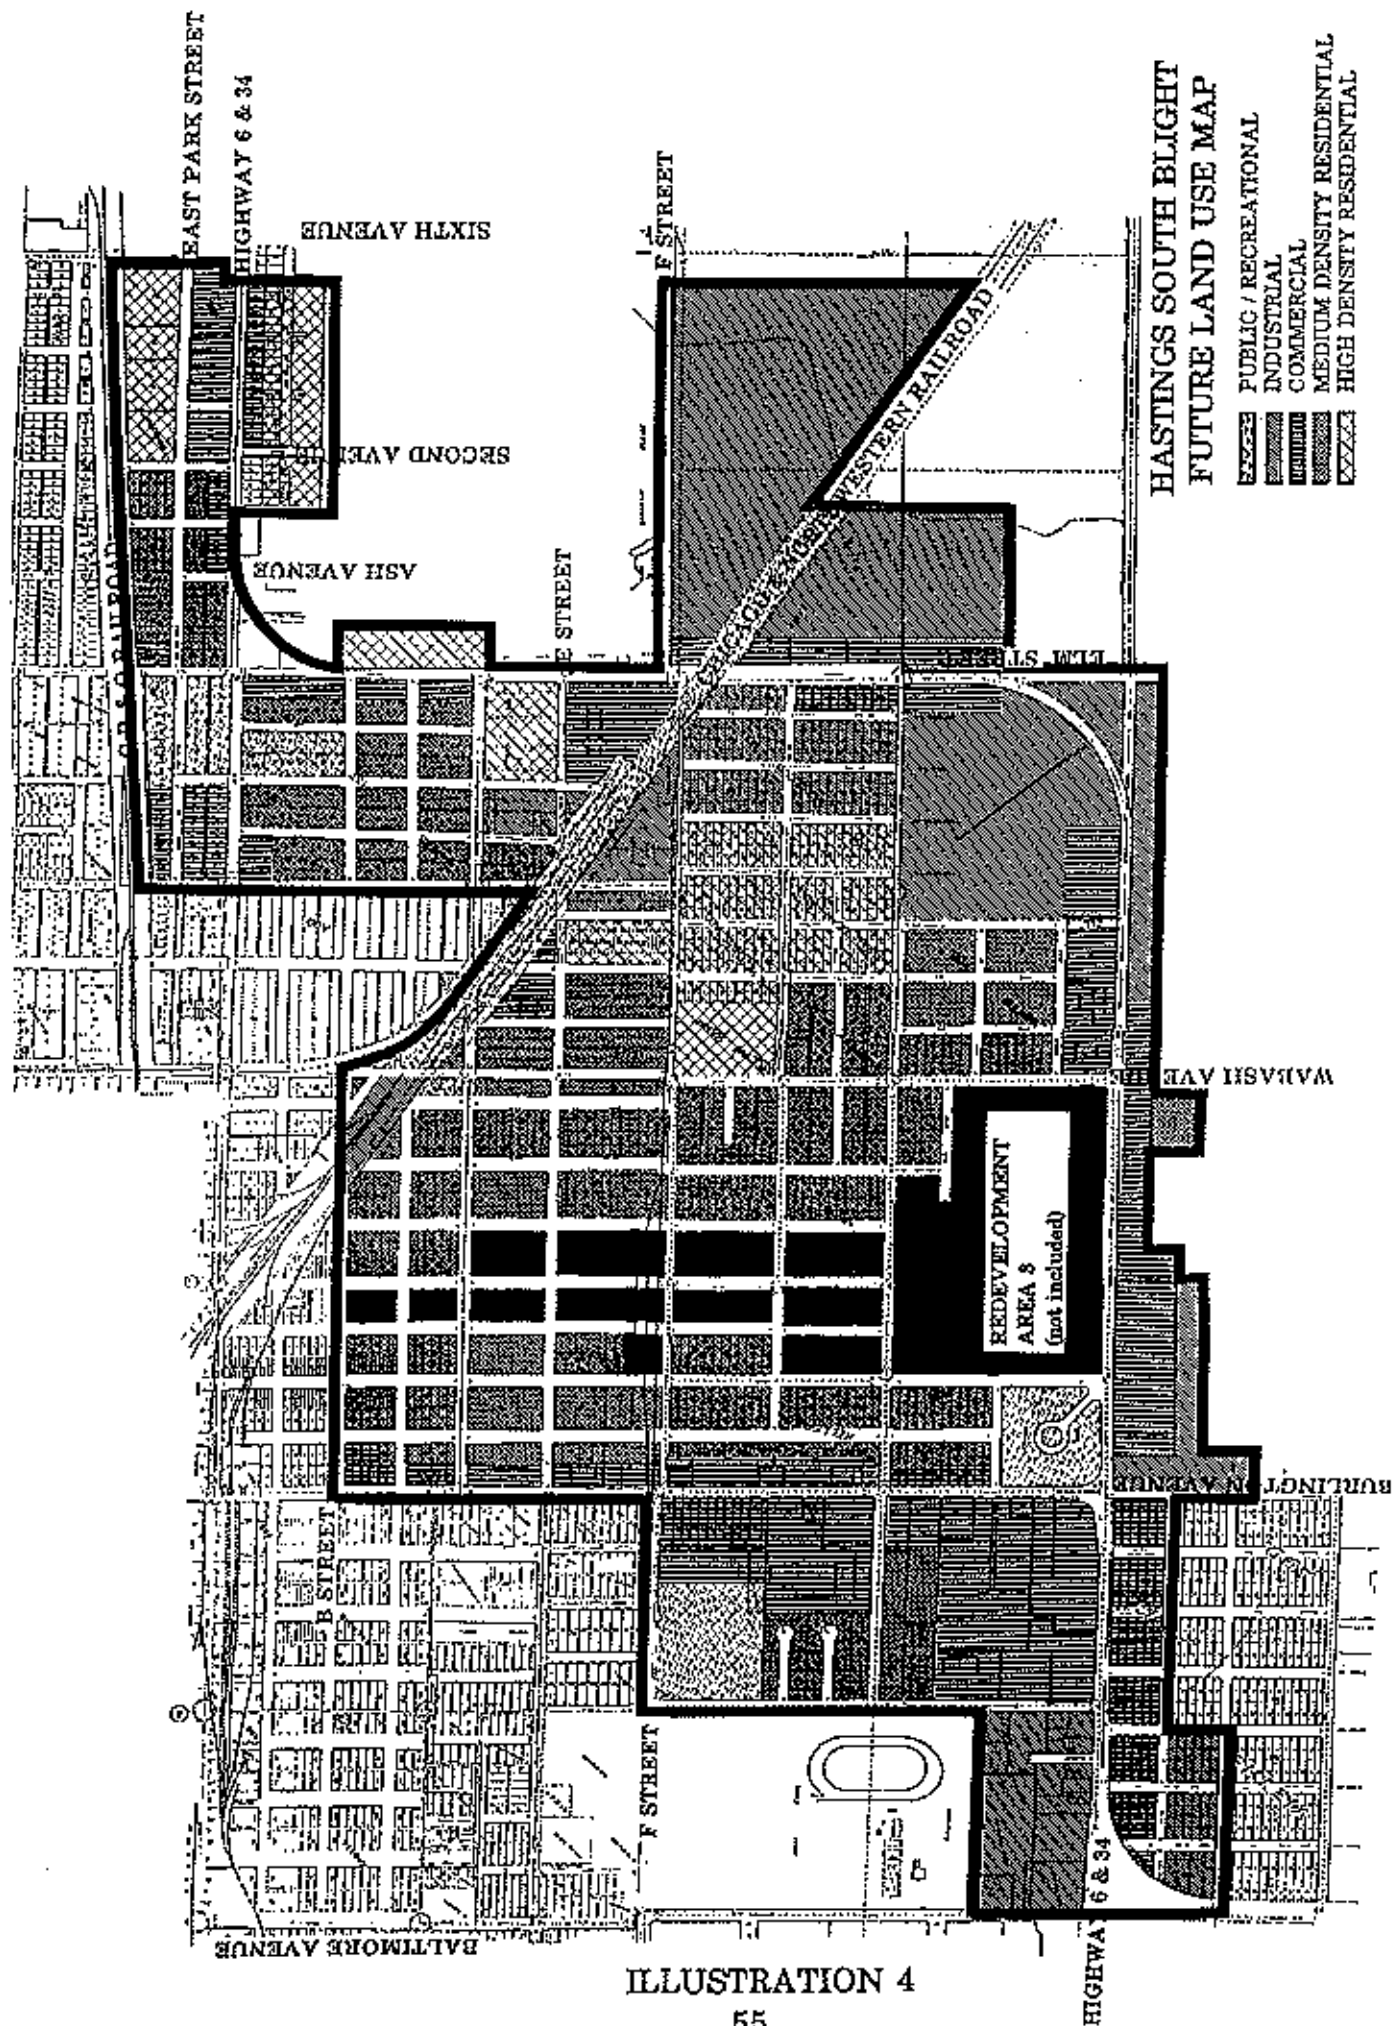 HASTINGS SOUTH BLIGHT
FUTURE LAND USE MAP
PUBLIC / RECREATIONAL
INDUSTRIAL
COMMERCIAL
MEDIUM DENSITY RESIDENTIAL
HIGH DENSITY RESIDENTIAL
EAST PARK STREET
HIGHWAY 6 & 34
SIXTH AVENUE
SECOND AVENUE
ASH AVENUE
E STREET
F STREET
WESTERN RAILROAD
ELM STREET
WABASH AVE
REDEVELOPMENT
AREA 8
(not included)
BURLINGTON AVENUE
B STREET
F STREET
BALTIMORE AVENUE
HIGHWAY 6 & 34
ILLUSTRATION 4
55